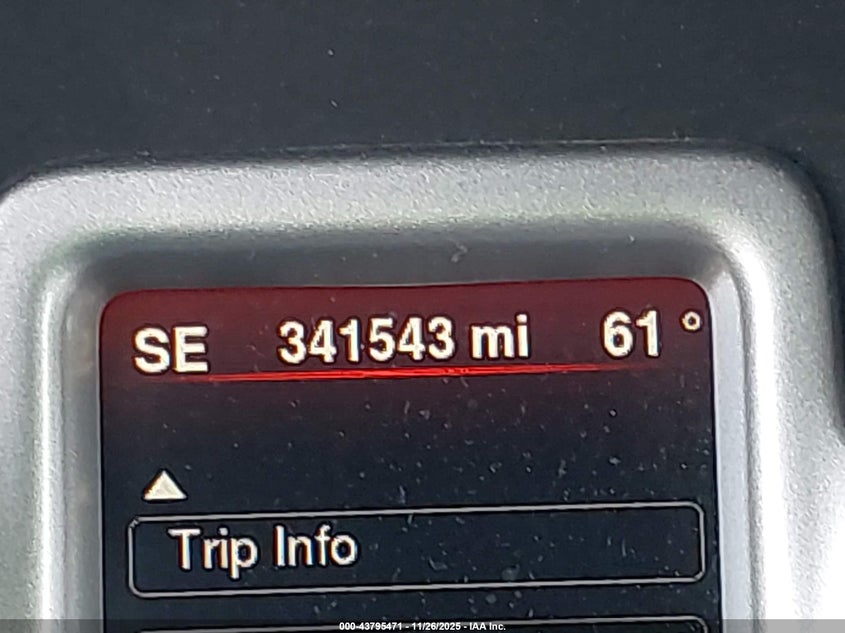 SE 341543 mi 61°
Trip Info
000-43795471 - 11/26/2025 - IAA Inc.